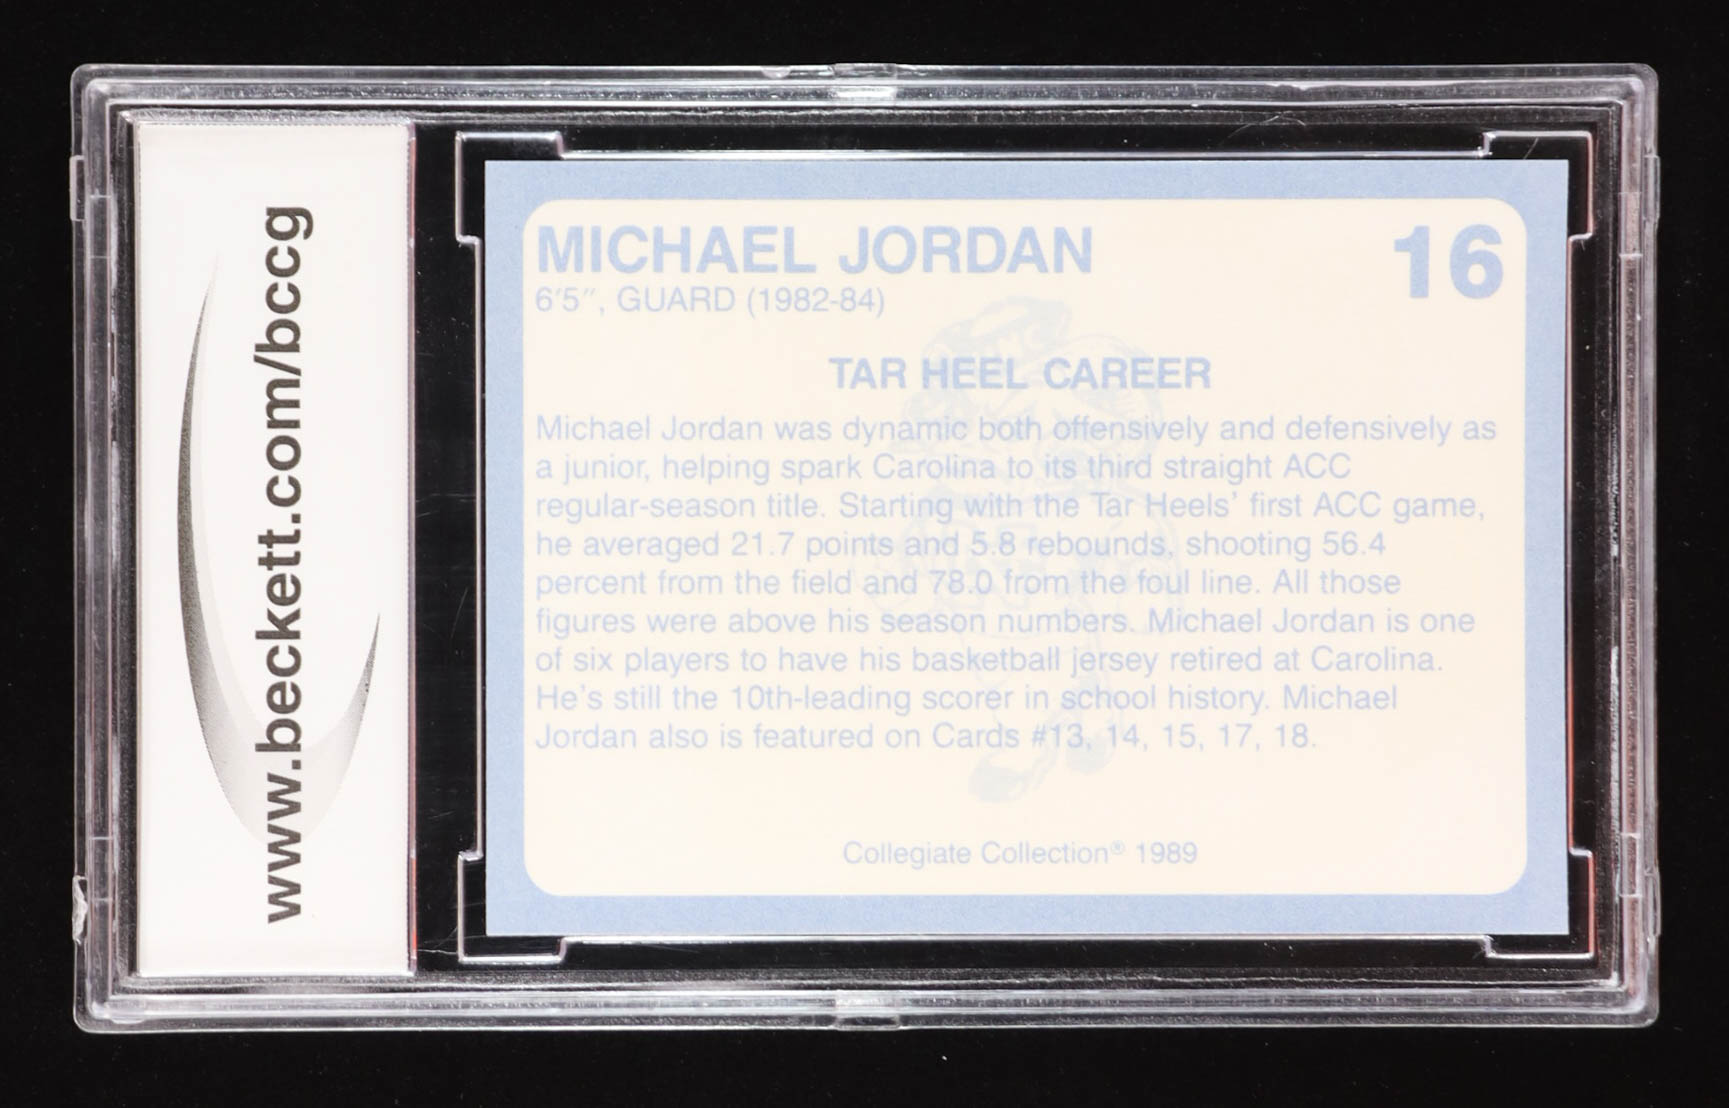 www.beckett.com/bccg
MICHAEL JORDAN
16
6'5", GUARD (1982-84)
TAR HEEL CAREER
Michael Jordan was dynamic both offensively and defensively as
a junior, helping spark Carolina to its third straight ACC
regular-season title. Starting with the Tar Heels' first ACC game,
he averaged 21.7 points and 5.8 rebounds, shooting 56.4
percent from the field and 78.0 from the foul line. All those
figures were above his season numbers. Michael Jordan is one
of six players to have his basketball jersey retired at Carolina.
He's still the 10th-leading scorer in school history. Michael
Jordan also is featured on Cards #13, 14, 15, 17, 18.
Collegiate Collection® 1989